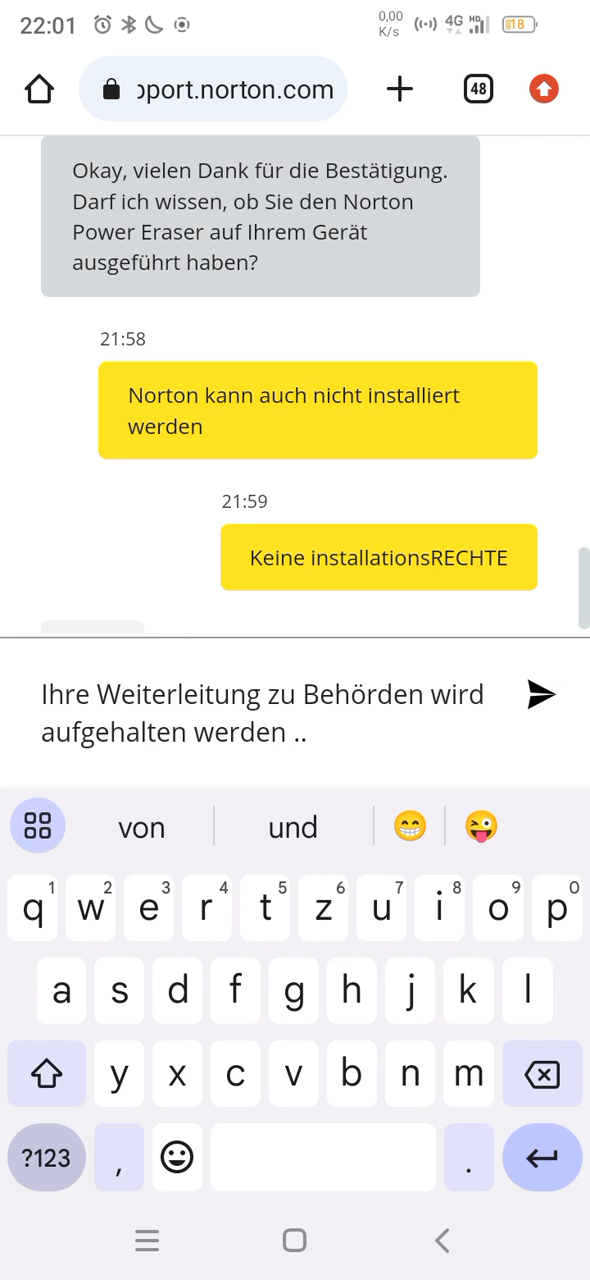 22:01
0,00
K/s
4G
HD
18
pport.norton.com
48
Okay, vielen Dank für die Bestätigung.
Darf ich wissen, ob Sie den Norton
Power Eraser auf Ihrem Gerät
ausgeführt haben?
21:58
Norton kann auch nicht installiert
werden
21:59
Keine installationsRECHTE
Ihre Weiterleitung zu Behörden wird
aufgehalten werden ..
von
und
1 2 3 4 5 6 7 8 9 0
q w e r t z u i o p
a s d f g h j k l
y x c v b n m
?123 , .